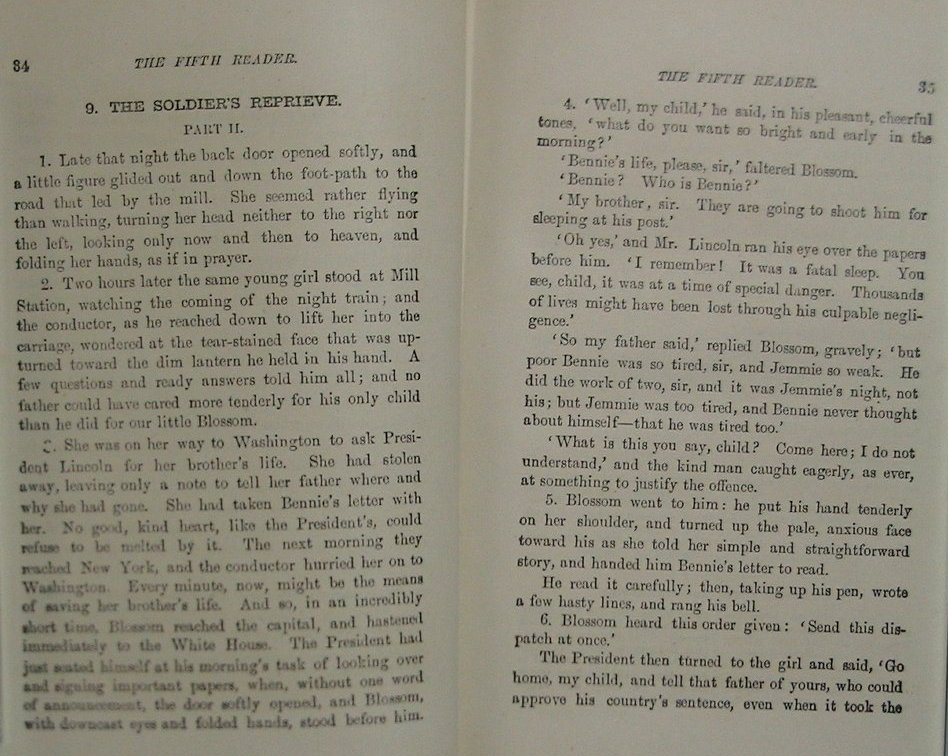 84
THE FIFTH READER.
9. THE SOLDIER'S REPRIEVE.
PART II.
1. Late that night the back door opened softly, and
a little figure glided out and down the foot-path to the
road that led by the mill. She seemed rather flying
than walking, turning her head neither to the right nor
the left, looking only now and then to heaven, and
folding her hands, as if in prayer.
2. Two hours later the same young girl stood at Mill
Station, watching the coming of the night train; and
the conductor, as he reached down to lift her into the
carriage, wondered at the tear-stained face that was up-
turned toward the dim lantern he held in his hand. A
few questions and ready answers told him all; and no
father could have cared more tenderly for his only child
than he did for our little Blossom.
3. She was on her way to Washington to ask Presi-
dent Lincoln for her brother's life. She had stolen
away, leaving only a note to tell her father where and
why she had gone. She had taken Bennie's letter with
her. No good, kind heart, like the President's, could
refuse to be melted by it. The next morning they
reached New York, and the conductor hurried her on to
Washington. Every minute, now, might be the means
of saving her brother's life. And so, in an incredibly
short time, Blossom reached the capital, and hastened
immediately to the White House. The President had
just seated himself at his morning's task of looking over
and signing important papers, when, without one word
of announcement, the door softly opened, and Blossom,
with downcast eyes and folded hands, stood before him.
THE FIFTH READER.
35
4. 'Well, my child,' he said, in his pleasant, cheerful
tones, 'what do you want so bright and early in the
morning?'
'Bennie's life, please, sir,' faltered Blossom.
'Bennie? Who is Bennie?'
'My brother, sir. They are going to shoot him for
sleeping at his post.'
'Oh yes,' and Mr. Lincoln ran his eye over the papers
before him. 'I remember! It was a fatal sleep. You
see, child, it was at a time of special danger. Thousands
of lives might have been lost through his culpable negli-
gence.'
'So my father said,' replied Blossom, gravely; 'but
poor Bennie was so tired, sir, and Jemmie so weak. He
did the work of two, sir, and it was Jemmie's night, not
his; but Jemmie was too tired, and Bennie never thought
about himself—that he was tired too.'
'What is this you say, child? Come here; I do not
understand,' and the kind man caught eagerly, as ever,
at something to justify the offence.
5. Blossom went to him: he put his hand tenderly
on her shoulder, and turned up the pale, anxious face
toward his as she told her simple and straightforward
story, and handed him Bennie's letter to read.
He read it carefully; then, taking up his pen, wrote
a few hasty lines, and rang his bell.
6. Blossom heard this order given: 'Send this dis-
patch at once.'
The President then turned to the girl and said, 'Go
home, my child, and tell that father of yours, who could
approve his country's sentence, even when it took the